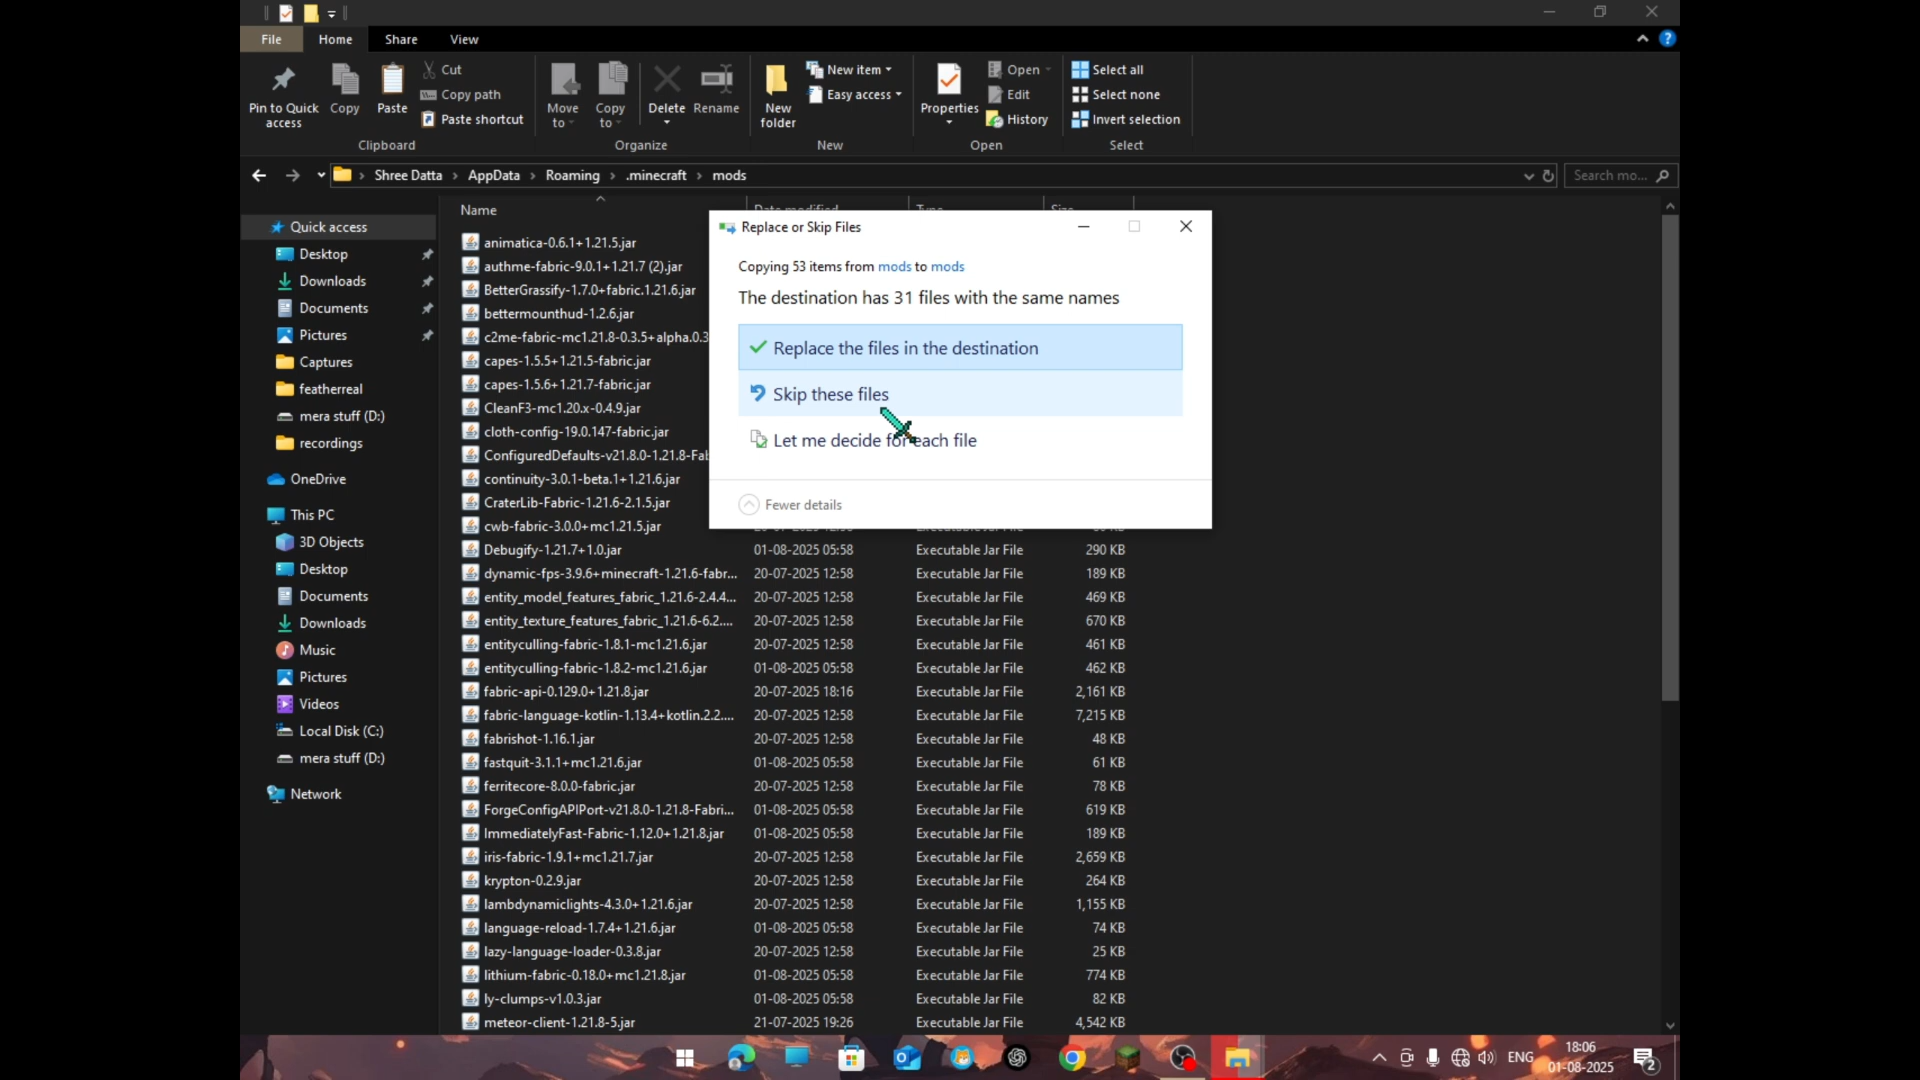 File
Home
Share
View
Pin to Quick access
Copy
Paste
Cut
Copy path
Paste shortcut
Move to
Copy to
Delete
Rename
New folder
New item
Easy access
Properties
Open
Edit
History
Select all
Select none
Invert selection
Clipboard
Organize
New
Open
Select
Shree Datta
AppData
Roaming
.minecraft
mods
Search mo...
Quick access
Desktop
Downloads
Documents
Pictures
Captures
featherreal
mera stuff (D:)
recordings
OneDrive
This PC
3D Objects
Desktop
Documents
Downloads
Music
Pictures
Videos
Local Disk (C:)
mera stuff (D:)
Network
Name
Date modified
Type
Size
animatica-0.6.1+1.21.5.jar
authme-fabric-9.0.1+1.21.7 (2).jar
BetterGrassify-1.7.0+fabric.1.21.6.jar
bettermounthud-1.2.6.jar
c2me-fabric-mc1.21.8-0.3.5+alpha.0.3
capes-1.5.5+1.21.5-fabric.jar
capes-1.5.6+1.21.7-fabric.jar
CleanF3-mc1.20.x-0.4.9.jar
cloth-config-19.0.147-fabric.jar
ConfiguredDefaults-v21.8.0-1.21.8-Fab
continuity-3.0.1-beta.1+1.21.6.jar
CraterLib-Fabric-1.21.6-2.1.5.jar
cwb-fabric-3.0.0+mc1.21.5.jar
Debugify-1.21.7+1.0.jar 01-08-2025 05:58 Executable Jar File 290 KB
dynamic-fps-3.9.6+minecraft-1.21.6-fabr... 20-07-2025 12:58 Executable Jar File 189 KB
entity_model_features_fabric_1.21.6-2.4.4... 20-07-2025 12:58 Executable Jar File 469 KB
entity_texture_features_fabric_1.21.6-6.2.... 20-07-2025 12:58 Executable Jar File 670 KB
entityculling-fabric-1.8.1-mc1.21.6.jar 20-07-2025 12:58 Executable Jar File 461 KB
entityculling-fabric-1.8.2-mc1.21.6.jar 01-08-2025 05:58 Executable Jar File 462 KB
fabric-api-0.129.0+1.21.8.jar 20-07-2025 18:16 Executable Jar File 2,161 KB
fabric-language-kotlin-1.13.4+kotlin.2.2.... 20-07-2025 12:58 Executable Jar File 7,215 KB
fabrishot-1.16.1.jar 20-07-2025 12:58 Executable Jar File 48 KB
fastquit-3.1.1+mc1.21.6.jar 01-08-2025 05:58 Executable Jar File 61 KB
ferritecore-8.0.0-fabric.jar 20-07-2025 12:58 Executable Jar File 78 KB
ForgeConfigAPIPort-v21.8.0-1.21.8-Fabri... 01-08-2025 05:58 Executable Jar File 619 KB
ImmediatelyFast-Fabric-1.12.0+1.21.8.jar 01-08-2025 05:58 Executable Jar File 189 KB
iris-fabric-1.9.1+mc1.21.7.jar 20-07-2025 12:58 Executable Jar File 2,659 KB
krypton-0.2.9.jar 20-07-2025 12:58 Executable Jar File 264 KB
lambdynamiclights-4.3.0+1.21.6.jar 20-07-2025 12:58 Executable Jar File 1,155 KB
language-reload-1.7.4+1.21.6.jar 01-08-2025 05:58 Executable Jar File 74 KB
lazy-language-loader-0.3.8.jar 20-07-2025 12:58 Executable Jar File 25 KB
lithium-fabric-0.18.0+mc1.21.8.jar 01-08-2025 05:58 Executable Jar File 774 KB
ly-clumps-v1.0.3.jar 01-08-2025 05:58 Executable Jar File 82 KB
meteor-client-1.21.8-5.jar 21-07-2025 19:26 Executable Jar File 4,542 KB
Replace or Skip Files
Copying 53 items from mods to mods
The destination has 31 files with the same names
Replace the files in the destination
Skip these files
Let me decide for each file
Fewer details
ENG
18:06
01-08-2025
2